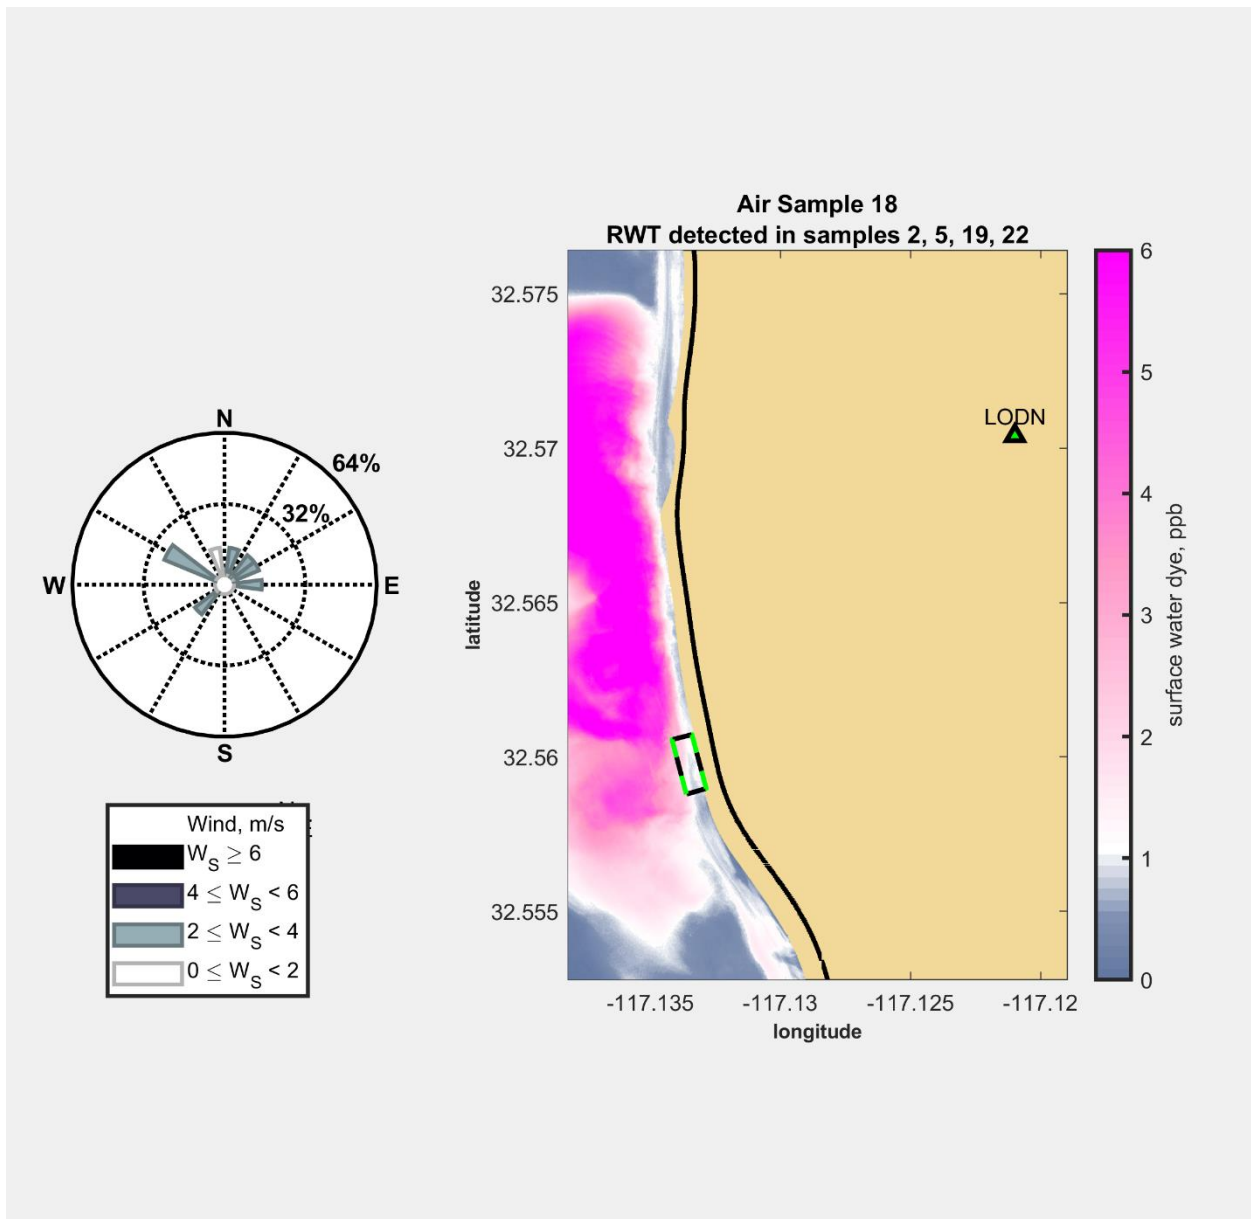 Air Sample 18
RWT detected in samples 2, 5, 19, 22
N
64%
32%
W
E
S
Wind, m/s
W_S ≥ 6
4 ≤ W_S < 6
2 ≤ W_S < 4
0 ≤ W_S < 2
latitude
32.575
32.57
32.565
32.56
32.555
LODN
-117.135
-117.13
-117.125
-117.12
longitude
6
5
4
3
2
1
0
surface water dye, ppb